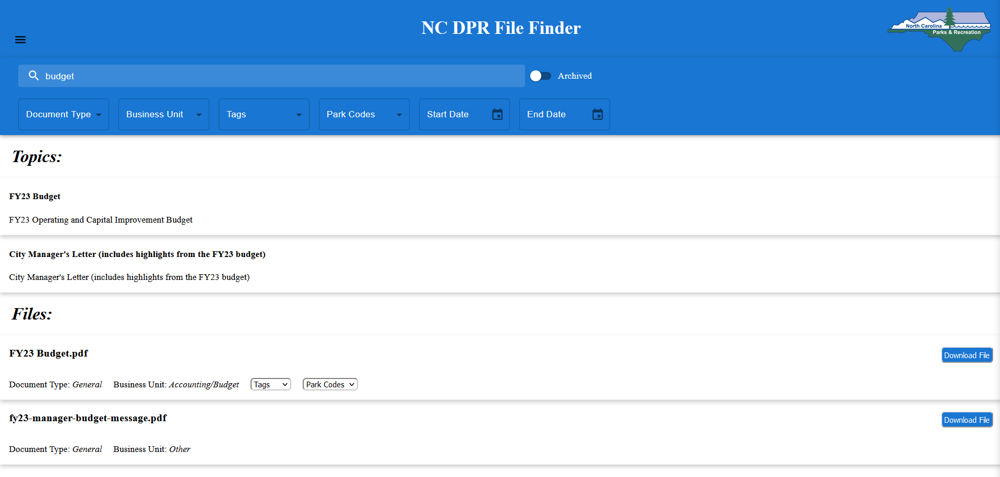 NC DPR File Finder
North Carolina
Parks & Recreation
budget
Archived
Document Type
Business Unit
Tags
Park Codes
Start Date
End Date
Topics:
FY23 Budget
FY23 Operating and Capital Improvement Budget
City Manager's Letter (includes highlights from the FY23 budget)
City Manager's Letter (includes highlights from the FY23 budget)
Files:
FY23 Budget.pdf
Download File
Document Type: General Business Unit: Accounting/Budget Tags Park Codes
fy23-manager-budget-message.pdf
Download File
Document Type: General Business Unit: Other